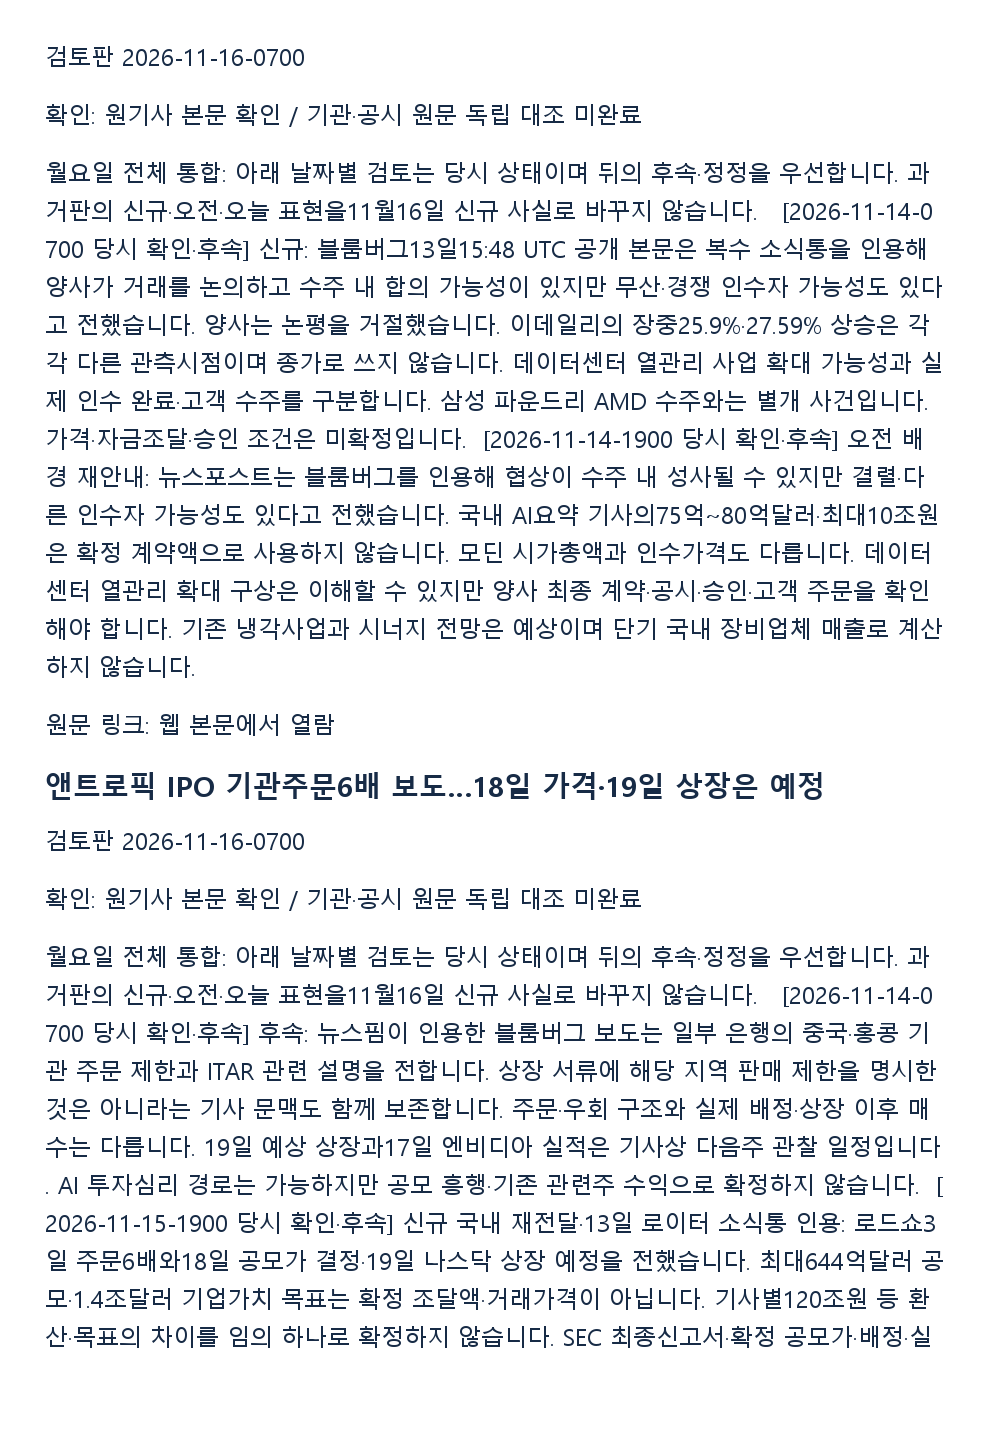 검토판 2026-11-16-0700
확인: 원기사 본문 확인 / 기관·공시 원문 독립 대조 미완료
월요일 전체 통합: 아래 날짜별 검토는 당시 상태이며 뒤의 후속·정정을 우선합니다. 과
거판의 신규·오전·오늘 표현을11월16일 신규 사실로 바꾸지 않습니다.   [2026-11-14-0
700 당시 확인·후속] 신규: 블룸버그13일15:48 UTC 공개 본문은 복수 소식통을 인용해
양사가 거래를 논의하고 수주 내 합의 가능성이 있지만 무산·경쟁 인수자 가능성도 있다
고 전했습니다. 양사는 논평을 거절했습니다. 이데일리의 장중25.9%·27.59% 상승은 각
각 다른 관측시점이며 종가로 쓰지 않습니다. 데이터센터 열관리 사업 확대 가능성과 실
제 인수 완료·고객 수주를 구분합니다. 삼성 파운드리 AMD 수주와는 별개 사건입니다.
가격·자금조달·승인 조건은 미확정입니다.  [2026-11-14-1900 당시 확인·후속] 오전 배
경 재안내: 뉴스포스트는 블룸버그를 인용해 협상이 수주 내 성사될 수 있지만 결렬·다
른 인수자 가능성도 있다고 전했습니다. 국내 AI요약 기사의75억~80억달러·최대10조원
은 확정 계약액으로 사용하지 않습니다. 모딘 시가총액과 인수가격도 다릅니다. 데이터
센터 열관리 확대 구상은 이해할 수 있지만 양사 최종 계약·공시·승인·고객 주문을 확인
해야 합니다. 기존 냉각사업과 시너지 전망은 예상이며 단기 국내 장비업체 매출로 계산
하지 않습니다.
원문 링크: 웹 본문에서 열람
앤트로픽 IPO 기관주문6배 보도…18일 가격·19일 상장은 예정
검토판 2026-11-16-0700
확인: 원기사 본문 확인 / 기관·공시 원문 독립 대조 미완료
월요일 전체 통합: 아래 날짜별 검토는 당시 상태이며 뒤의 후속·정정을 우선합니다. 과
거판의 신규·오전·오늘 표현을11월16일 신규 사실로 바꾸지 않습니다.   [2026-11-14-0
700 당시 확인·후속] 후속: 뉴스핌이 인용한 블룸버그 보도는 일부 은행의 중국·홍콩 기
관 주문 제한과 ITAR 관련 설명을 전합니다. 상장 서류에 해당 지역 판매 제한을 명시한
것은 아니라는 기사 문맥도 함께 보존합니다. 주문·우회 구조와 실제 배정·상장 이후 매
수는 다릅니다. 19일 예상 상장과17일 엔비디아 실적은 기사상 다음주 관찰 일정입니다
. AI 투자심리 경로는 가능하지만 공모 흥행·기존 관련주 수익으로 확정하지 않습니다.  [
2026-11-15-1900 당시 확인·후속] 신규 국내 재전달·13일 로이터 소식통 인용: 로드쇼3
일 주문6배와18일 공모가 결정·19일 나스닥 상장 예정을 전했습니다. 최대644억달러 공
모·1.4조달러 기업가치 목표는 확정 조달액·거래가격이 아닙니다. 기사별120조원 등 환
산·목표의 차이를 임의 하나로 확정하지 않습니다. SEC 최종신고서·확정 공모가·배정·실